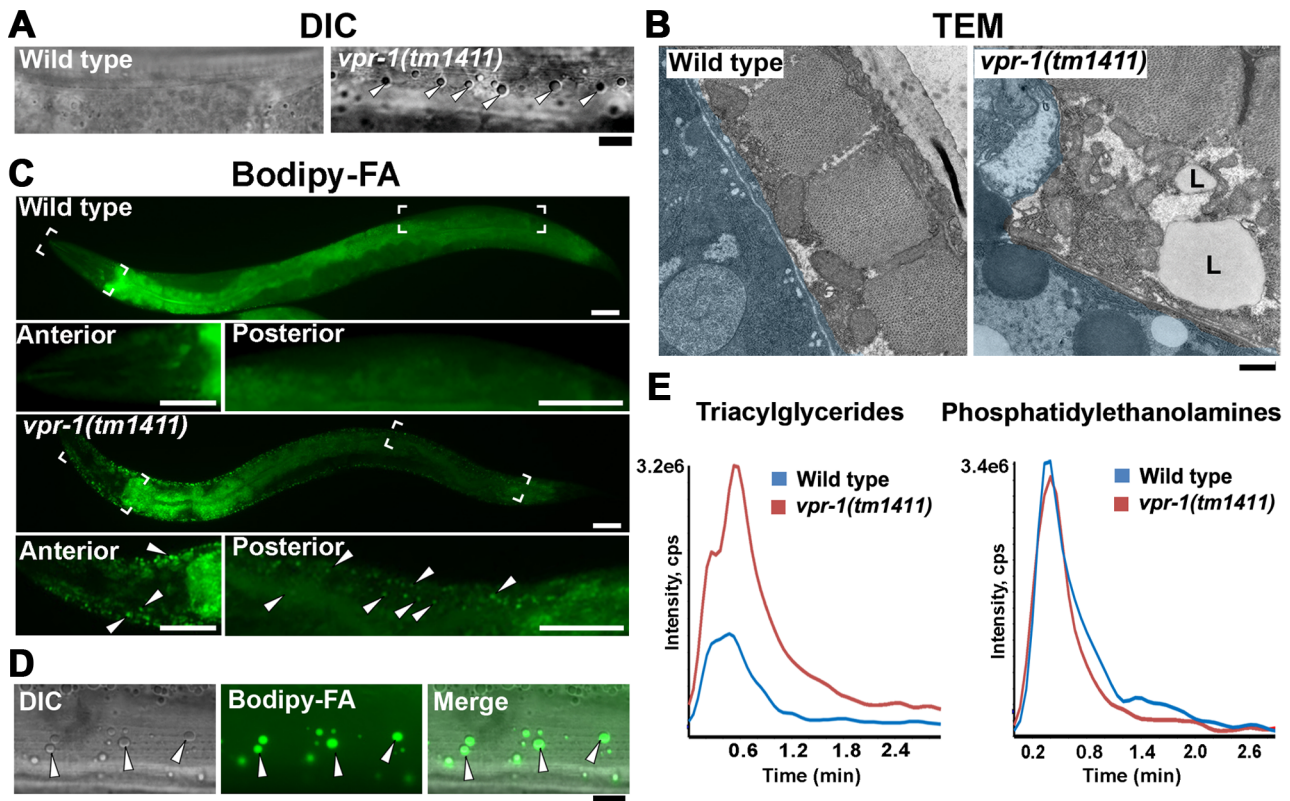 A
DIC
Wild type
vpr-1(tm1411)
B
TEM
Wild type
vpr-1(tm1411)
L
L
C
Bodipy-FA
Wild type
Anterior
Posterior
vpr-1(tm1411)
Anterior
Posterior
D
DIC
Bodipy-FA
Merge
E
Triacylglycerides
3.2e6
Wild type
vpr-1(tm1411)
Intensity, cps
0.6 1.2 1.8 2.4
Time (min)
Phosphatidylethanolamines
3.4e6
Wild type
vpr-1(tm1411)
Intensity, cps
0.2 0.8 1.4 2.0 2.6
Time (min)